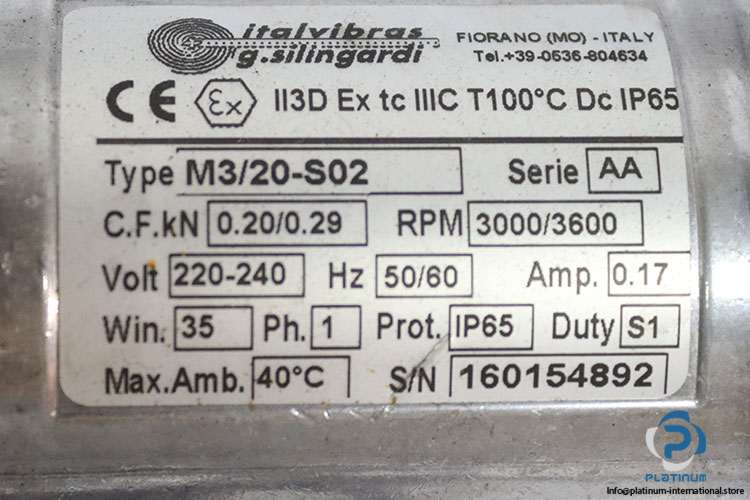 italvibras
g.silingardi
FIORANO (MO) - ITALY
Tel.+39-0536-804634
CE Ex II3D Ex tc IIIC T100°C Dc IP65
Type M3/20-S02 Serie AA
C.F.kN 0.20/0.29 RPM 3000/3600
Volt 220-240 Hz 50/60 Amp. 0.17
Win. 35 Ph. 1 Prot. IP65 Duty S1
Max.Amb. 40°C S/N 160154892
PLATINUM
Info@platinum-international.store